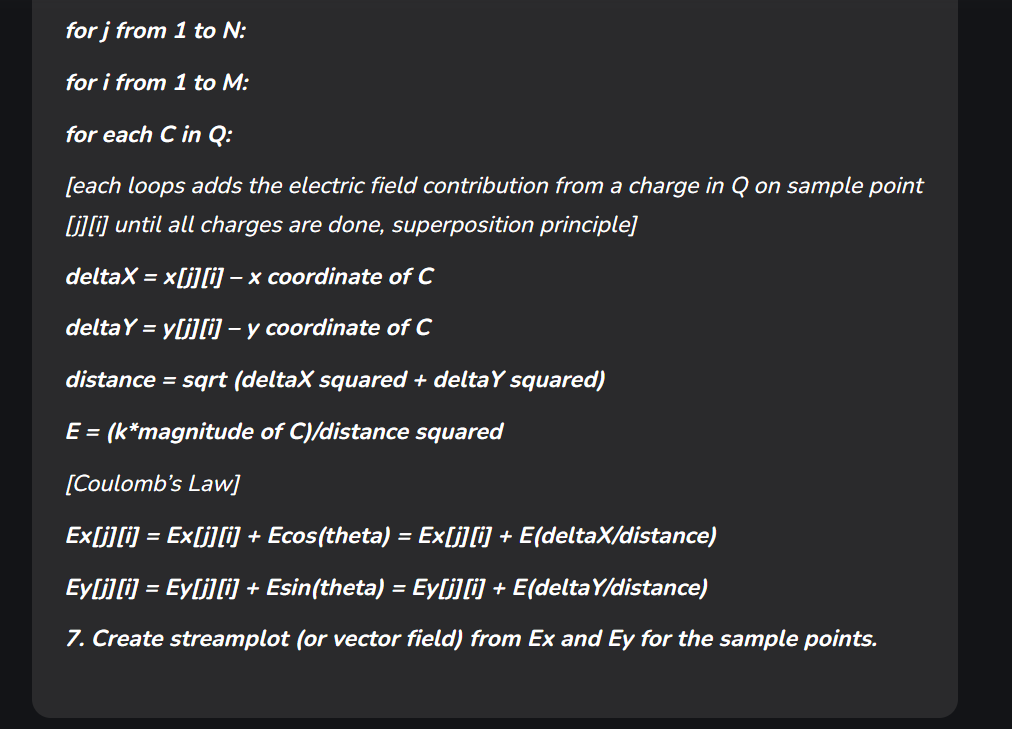 for j from 1 to N:
for i from 1 to M:
for each C in Q:
[each loops adds the electric field contribution from a charge in Q on sample point
[j][i] until all charges are done, superposition principle]
deltaX = x[j][i] – x coordinate of C
deltaY = y[j][i] – y coordinate of C
distance = sqrt (deltaX squared + deltaY squared)
E = (k*magnitude of C)/distance squared
[Coulomb’s Law]
Ex[j][i] = Ex[j][i] + Ecos(theta) = Ex[j][i] + E(deltaX/distance)
Ey[j][i] = Ey[j][i] + Esin(theta) = Ey[j][i] + E(deltaY/distance)
7. Create streamplot (or vector field) from Ex and Ey for the sample points.